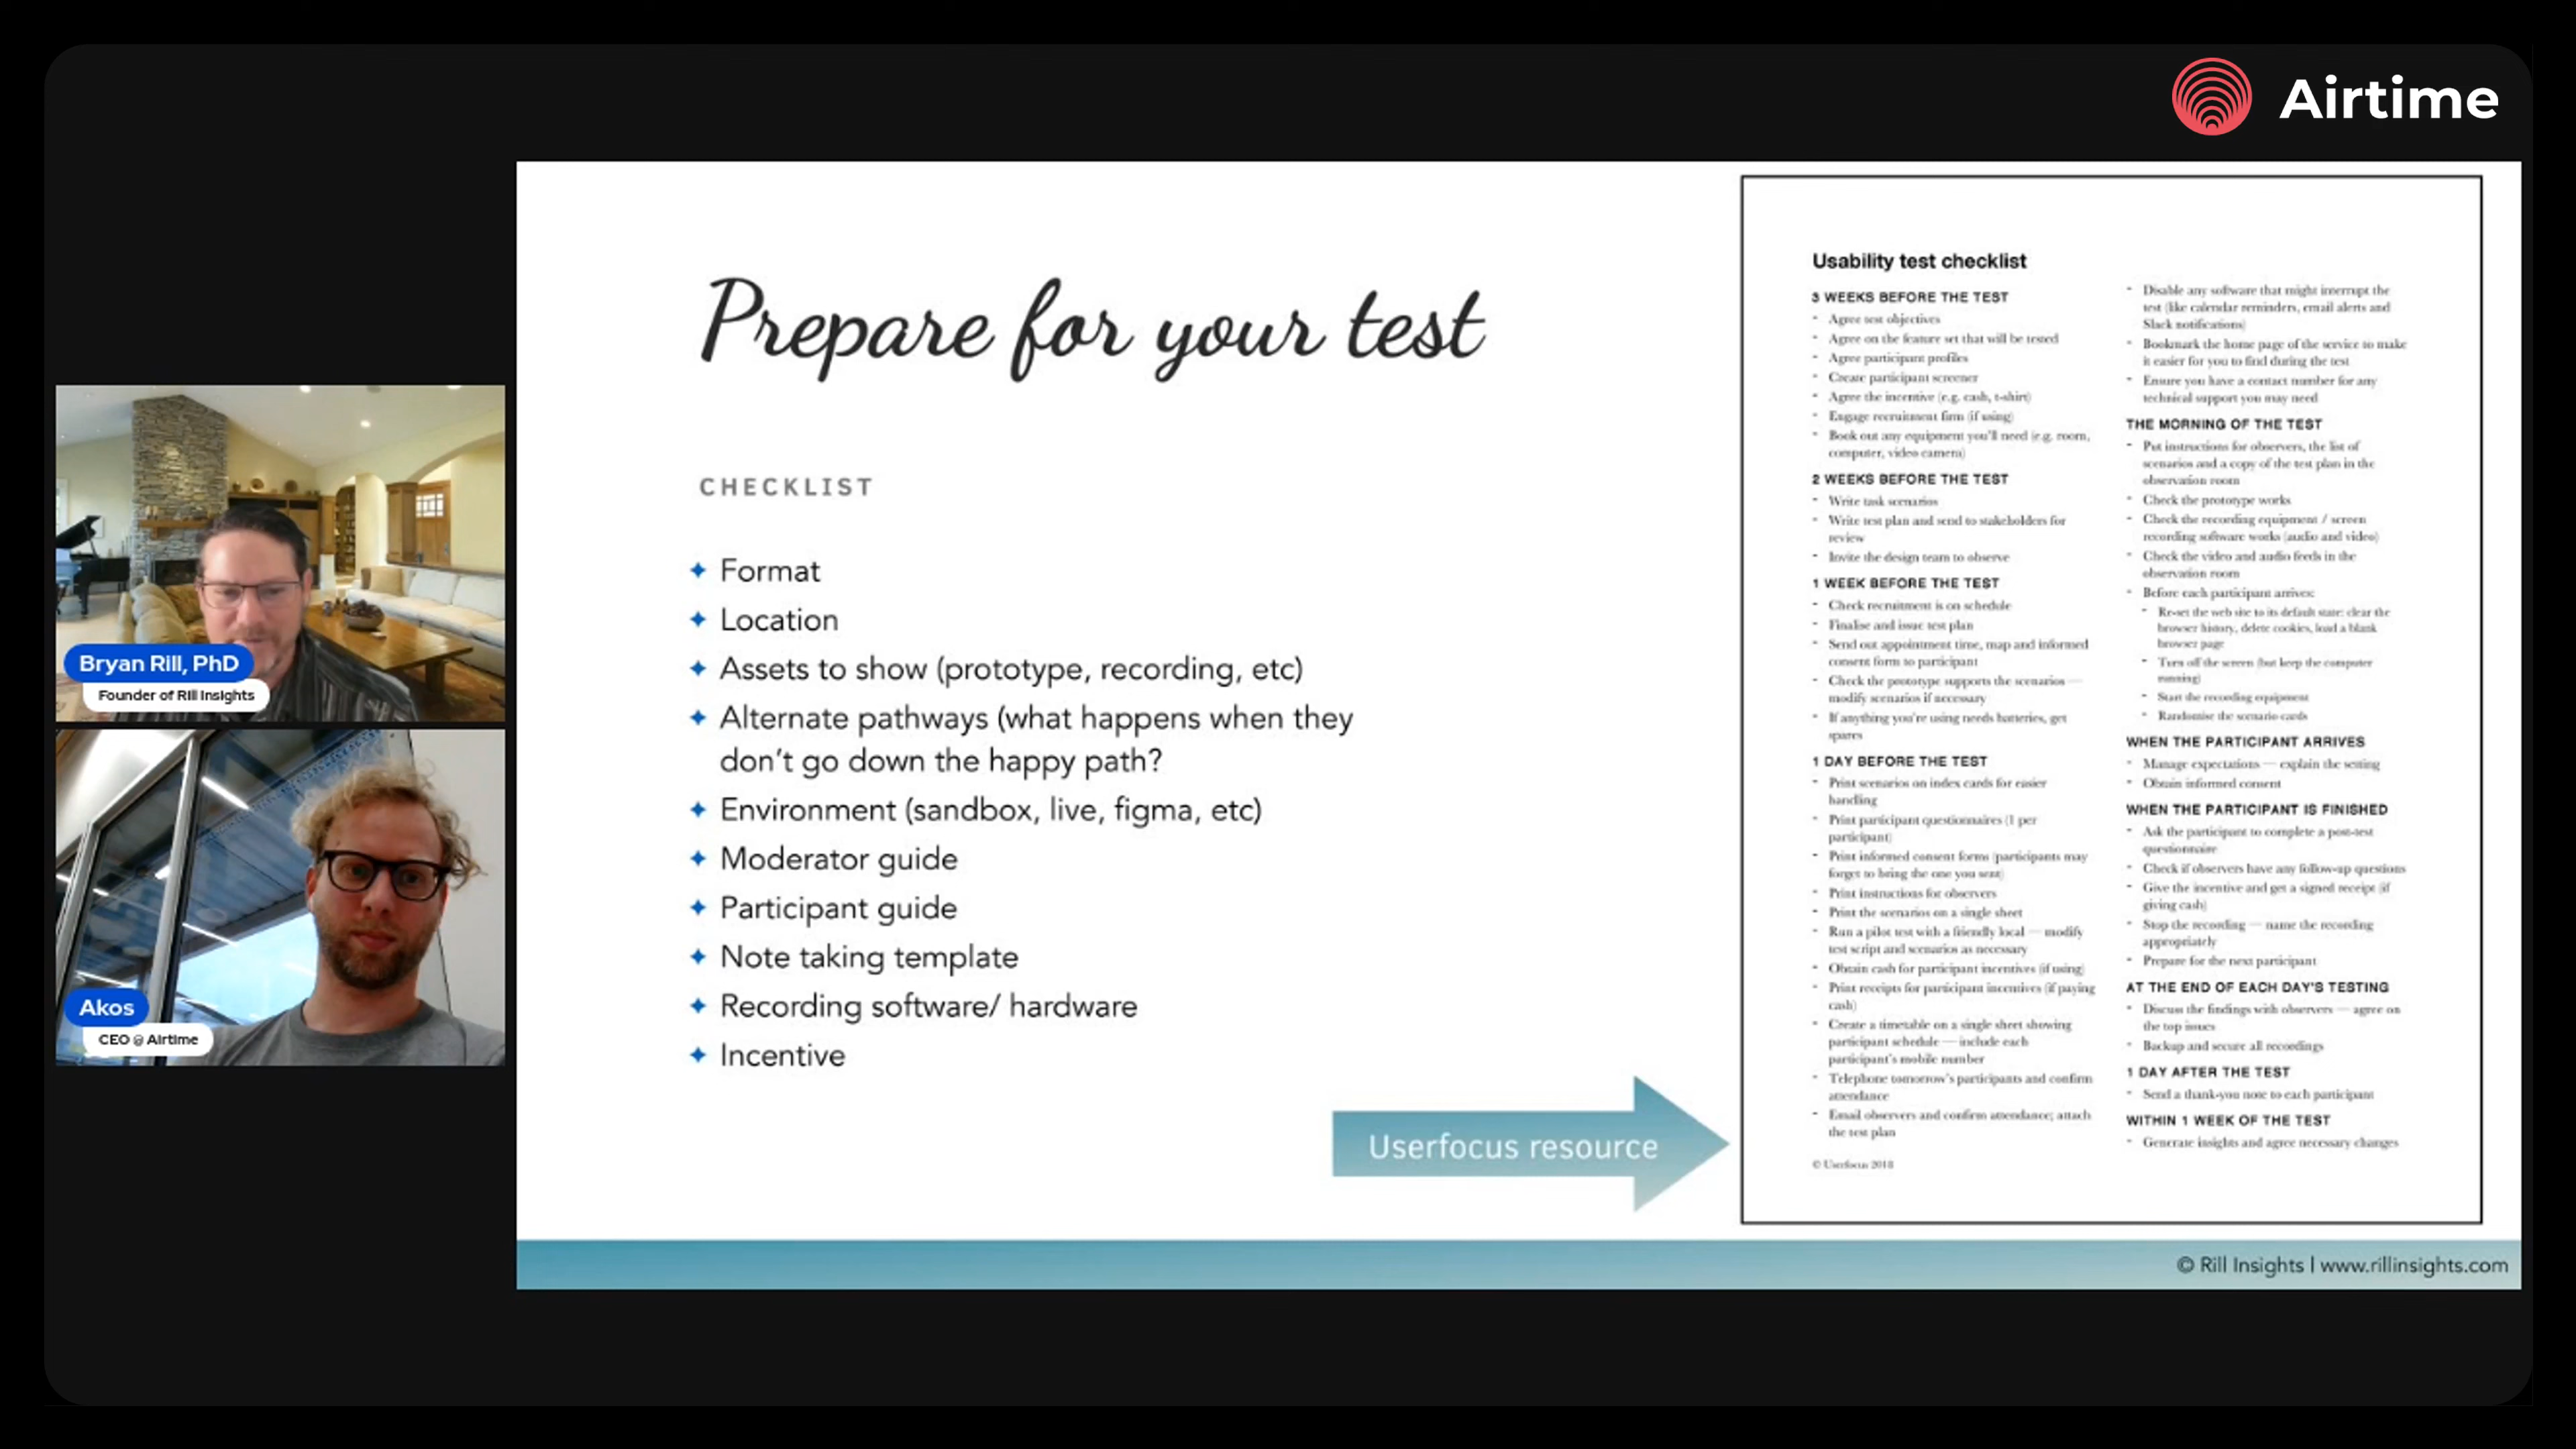 Airtime
Prepare for your test
CHECKLIST
Format
Location
Assets to show (prototype, recording, etc)
Alternate pathways (what happens when they
don't go down the happy path?
Environment (sandbox, live, figma, etc)
Moderator guide
Participant guide
Note taking template
Recording software/ hardware
Incentive
Userfocus resource
Bryan Rill, PhD
Founder of Rill Insights
Akos
CEO @ Airtime
Usability test checklist
3 WEEKS BEFORE THE TEST
- Agree test objectives
- Agree on the feature set that will be tested
- Agree participant profiles
- Create participant screener
- Agree the incentive (e.g. cash, t-shirt)
- Engage recruitment firm (if using)
- Book out any equipment you'll need (e.g. room,
computer, video camera)
2 WEEKS BEFORE THE TEST
- Write task scenarios
- Write test plan and send to stakeholders for
review
- Invite the design team to observe
1 WEEK BEFORE THE TEST
- Check recruitment is on schedule
- Finalise and issue test plan
- Send out appointment time, map and informed
consent form to participant
- Check the prototype supports the scenarios —
modify scenarios if necessary
- If anything you're using needs batteries, get
spares
1 DAY BEFORE THE TEST
- Print scenarios on index cards for easier
handling
- Print participant questionnaires (1 per
participant)
- Print informed consent forms (participants may
forget to bring the one you sent)
- Print instructions for observers
- Print the scenarios on a single sheet
- Run a pilot test with a friendly local — modify
test script and scenarios as necessary
- Obtain cash for participant incentives (if using)
- Print receipts for participant incentives (if paying
cash)
- Create a timetable on a single sheet showing
participant schedule — include each
participant's mobile number
- Telephone tomorrow's participants and confirm
attendance
- Email observers and confirm attendance; attach
the test plan
© Userfocus 2018
- Disable any software that might interrupt the
test (like calendar reminders, email alerts and
Slack notifications)
- Bookmark the home page of the service to make
it easier for you to find during the test
- Ensure you have a contact number for any
technical support you may need
THE MORNING OF THE TEST
- Put instructions for observers, the list of
scenarios and a copy of the test plan in the
observation room
- Check the prototype works
- Check the recording equipment / screen
recording software works (audio and video)
- Check the video and audio feeds in the
observation room
- Before each participant arrives:
- Re-set the web site to its default state: clear the
browser history, delete cookies, load a blank
browser page
- Turn off the screen (but keep the computer
running)
- Start the recording equipment
- Randomise the scenario cards
WHEN THE PARTICIPANT ARRIVES
- Manage expectations — explain the setting
- Obtain informed consent
WHEN THE PARTICIPANT IS FINISHED
- Ask the participant to complete a post-test
questionnaire
- Check if observers have any follow-up questions
- Give the incentive and get a signed receipt (if
giving cash)
- Stop the recording — name the recording
appropriately
- Prepare for the next participant
AT THE END OF EACH DAY'S TESTING
- Discuss the findings with observers — agree on
the top issues
- Backup and secure all recordings
1 DAY AFTER THE TEST
- Send a thank-you note to each participant
WITHIN 1 WEEK OF THE TEST
- Generate insights and agree necessary changes
© Rill Insights | www.rillinsights.com